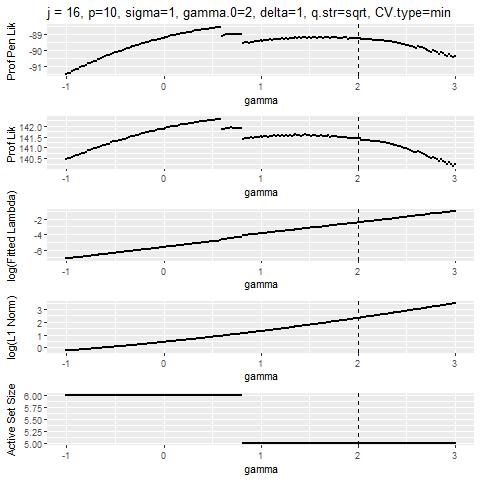 j = 16, p=10, sigma=1, gamma.0=2, delta=1, q.str=sqrt, CV.type=min
Prof Pen Lik
-89
-90
-91
-1 0 1 2 3
gamma
Prof Lik
142.0
141.5
141.0
140.5
-1 0 1 2 3
gamma
log(Fitted Lambda)
-2
-4
-6
-1 0 1 2 3
gamma
log(L1 Norm)
3
2
1
0
-1 0 1 2 3
gamma
Active Set Size
6.00
5.75
5.50
5.25
5.00
-1 0 1 2 3
gamma